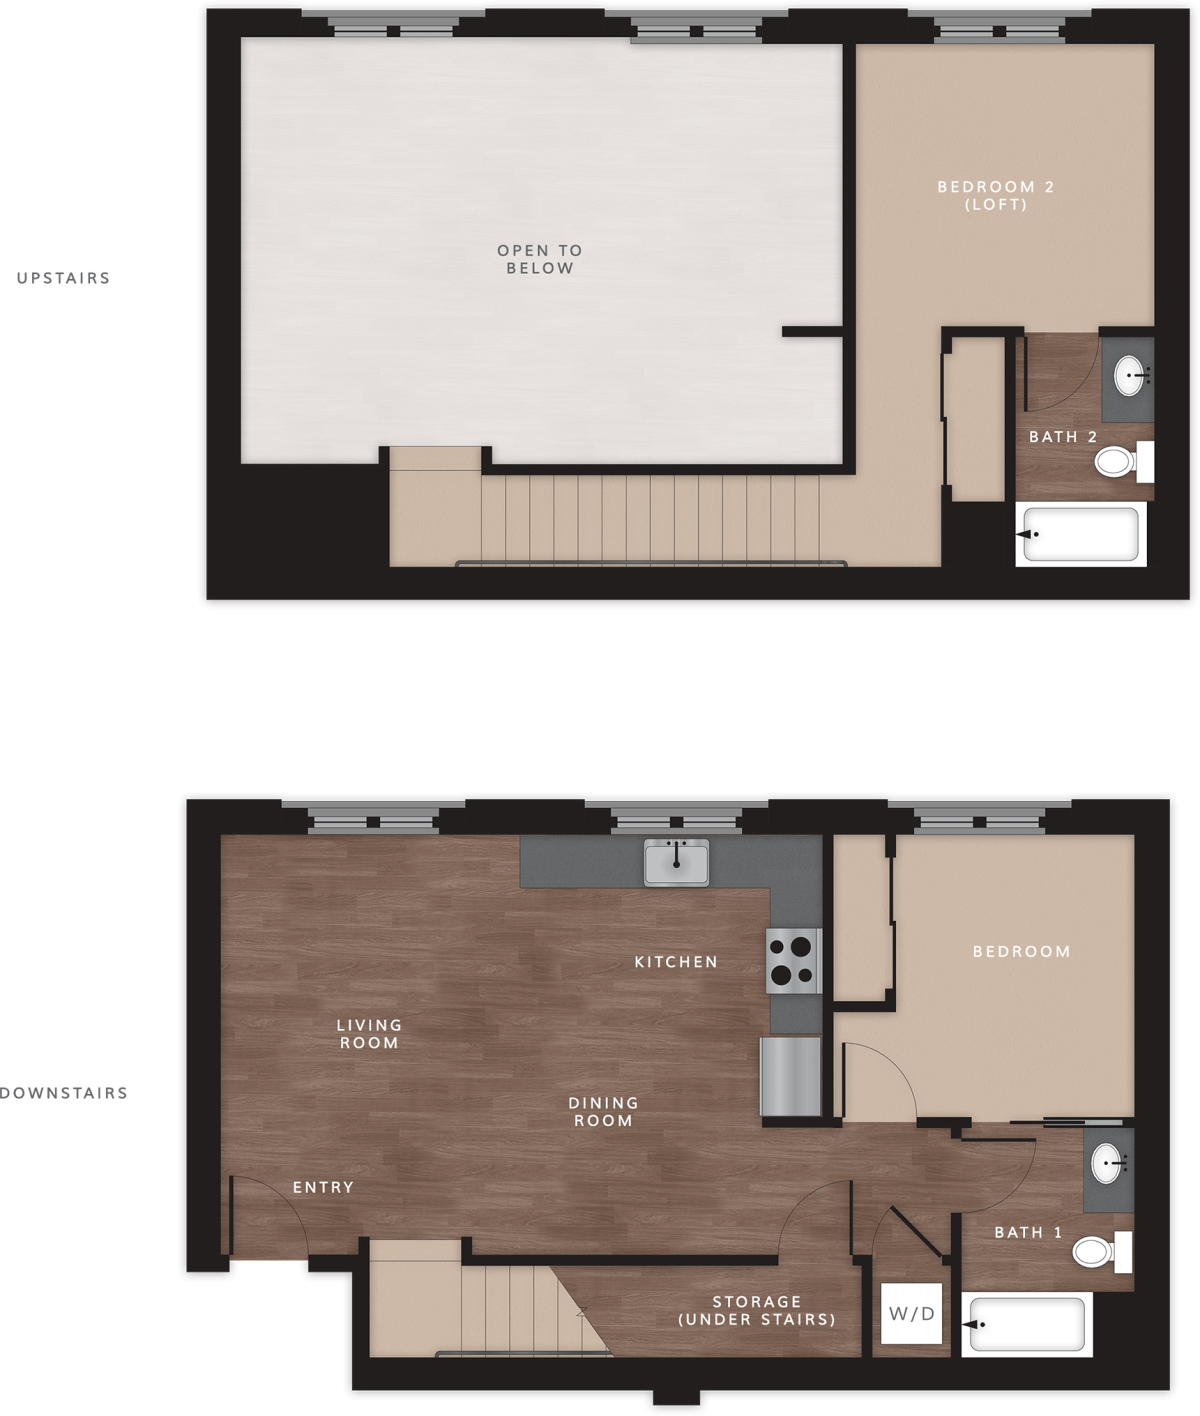 BEDROOM 2
(LOFT)
OPEN TO
BELOW
UPSTAIRS
BATH 2
BEDROOM
KITCHEN
LIVING
ROOM
DOWNSTAIRS
DINING
ROOM
ENTRY
BATH 1
STORAGE
(UNDER STAIRS)
W/D